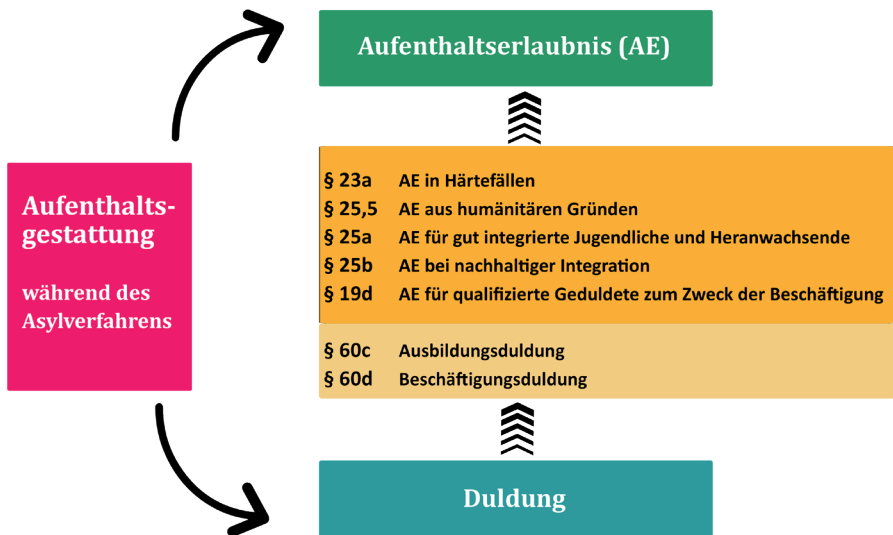 Aufenthaltserlaubnis (AE)
Aufenthalts-
gestattung
während des
Asylverfahrens
§ 23a AE in Härtefällen
§ 25,5 AE aus humänitären Gründen
§ 25a AE für gut integrierte Jugendliche und Heranwachsende
§ 25b AE bei nachhaltiger Integration
§ 19d AE für qualifizierte Geduldete zum Zweck der Beschäftigung
§ 60c Ausbildungsduldung
§ 60d Beschäftigungsduldung
Duldung